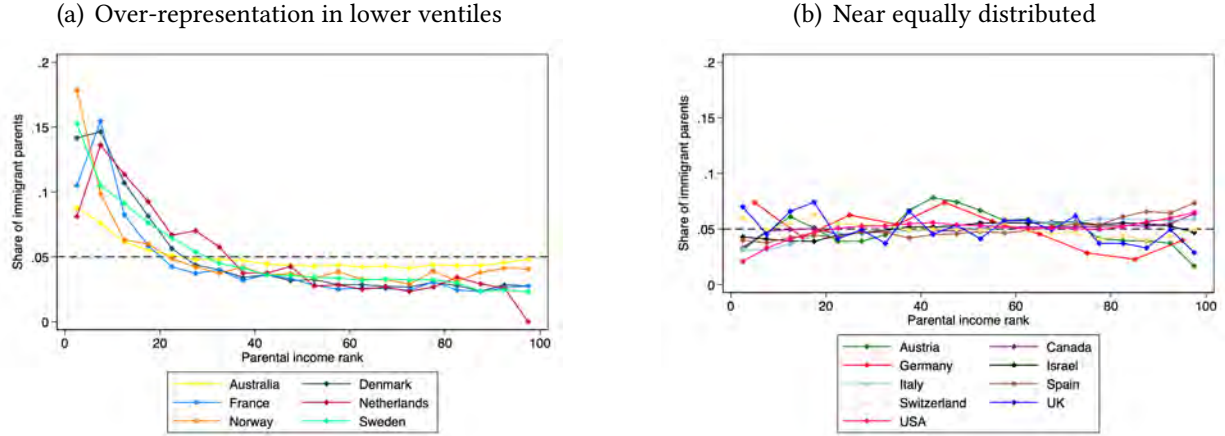 (a) Over-representation in lower ventiles
.2
.15
.1
.05
0
Share of immigrant parents
0 20 40 60 80 100
Parental income rank
Australia Denmark
France Netherlands
Norway Sweden
(b) Near equally distributed
.2
.15
.1
.05
0
Share of immigrant parents
0 20 40 60 80 100
Parental income rank
Austria Canada
Germany Israel
Italy Spain
Switzerland UK
USA